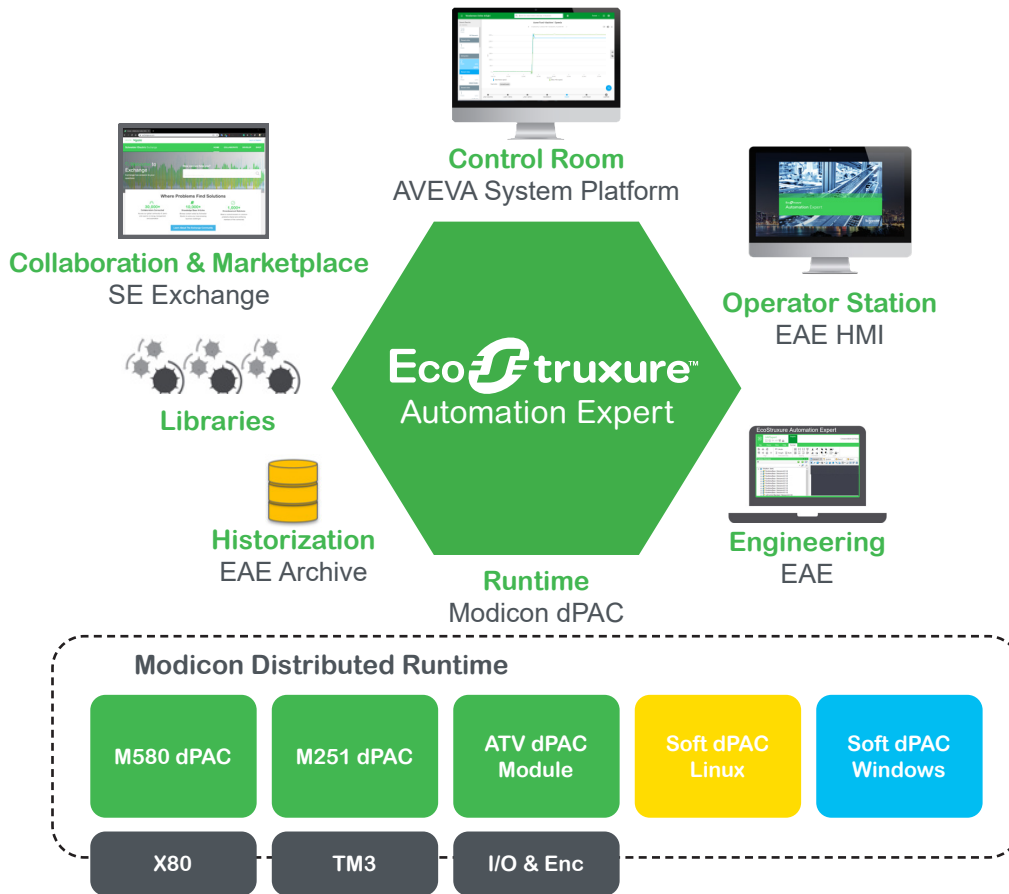 Control Room
AVEVA System Platform
Exchange
Where Problems Find Solutions
Automation Expert
Collaboration & Marketplace
SE Exchange
Operator Station
EAE HMI
EcoStruxure™
Automation Expert
Libraries
EcoStruxure Automation Expert
Historization
EAE Archive
Engineering
EAE
Runtime
Modicon dPAC
Modicon Distributed Runtime
M580 dPAC
M251 dPAC
ATV dPAC
Module
Soft dPAC
Linux
Soft dPAC
Windows
X80
TM3
I/O & Enc